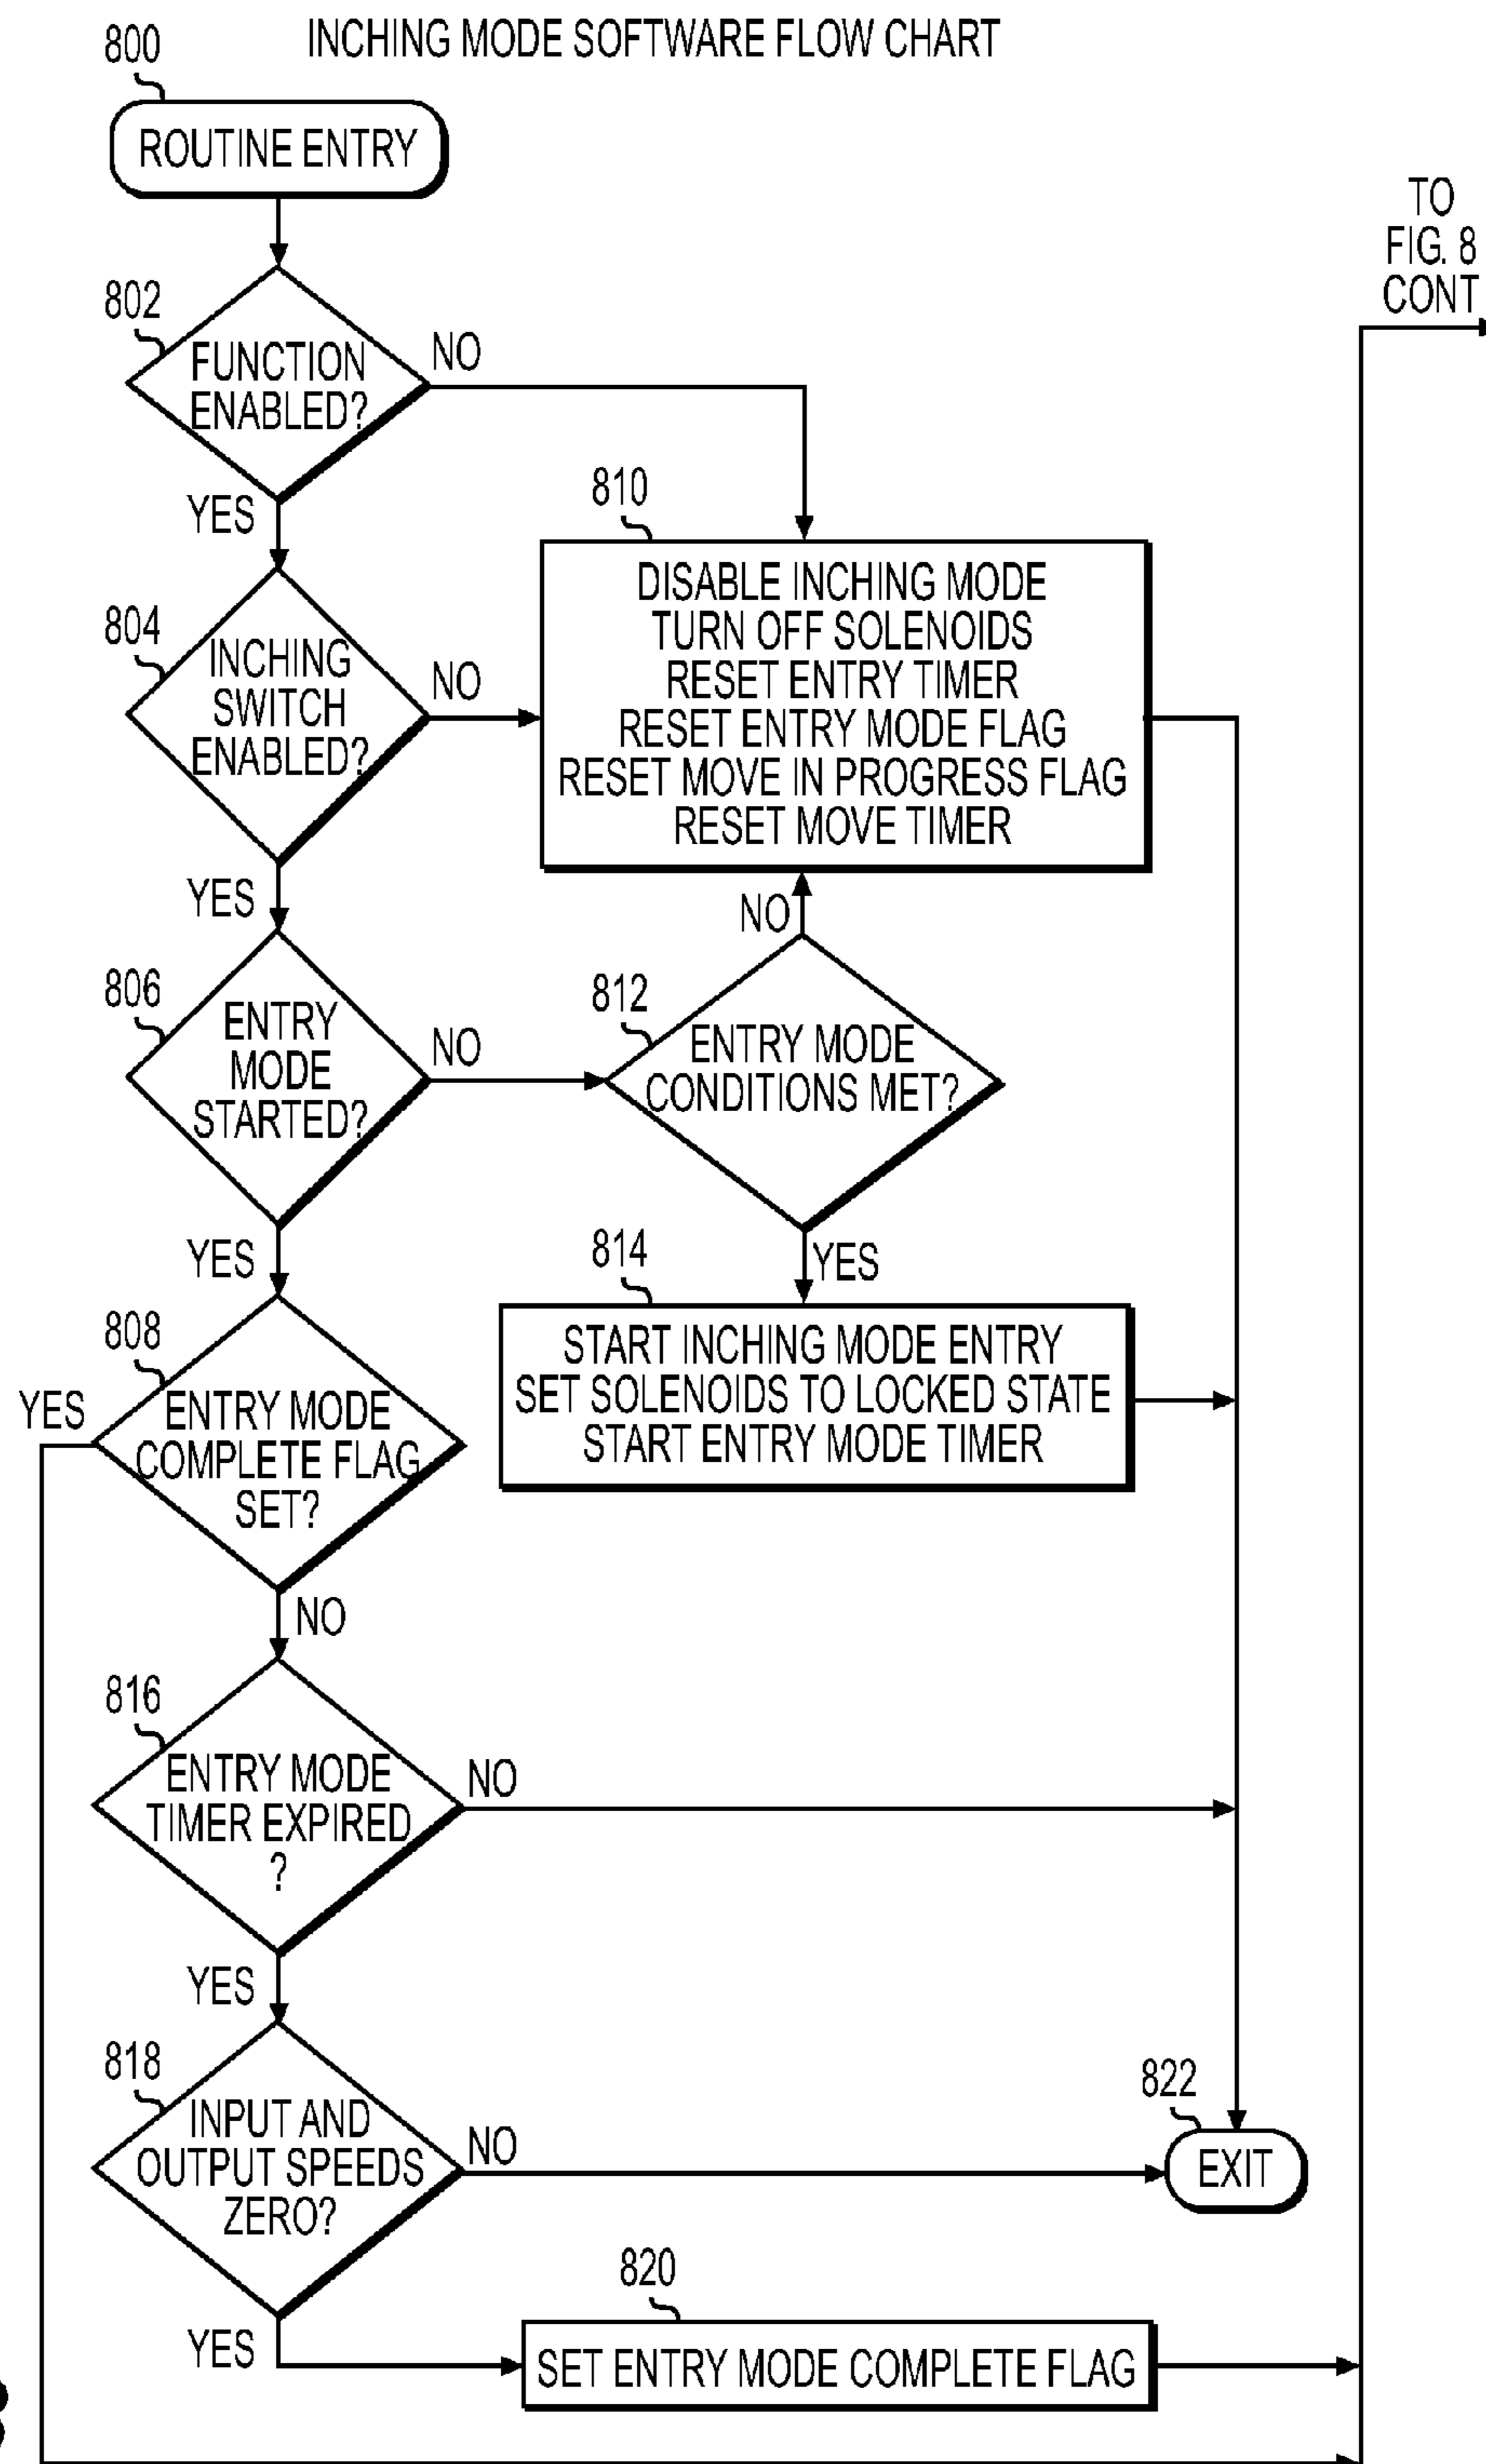 INCHING MODE SOFTWARE FLOW CHART
800
ROUTINE ENTRY
TO
FIG. 8
CONT
802
FUNCTION
ENABLED?
NO
YES
810
DISABLE INCHING MODE
TURN OFF SOLENOIDS
RESET ENTRY TIMER
RESET ENTRY MODE FLAG
RESET MOVE IN PROGRESS FLAG
RESET MOVE TIMER
804
INCHING
SWITCH
ENABLED?
NO
YES
806
ENTRY
MODE
STARTED?
NO
YES
812
ENTRY MODE
CONDITIONS MET?
NO
YES
814
START INCHING MODE ENTRY
SET SOLENOIDS TO LOCKED STATE
START ENTRY MODE TIMER
808
ENTRY MODE
COMPLETE FLAG
SET?
YES
NO
816
ENTRY MODE
TIMER EXPIRED
?
NO
YES
818
INPUT AND
OUTPUT SPEEDS
ZERO?
NO
YES
822
EXIT
820
SET ENTRY MODE COMPLETE FLAG